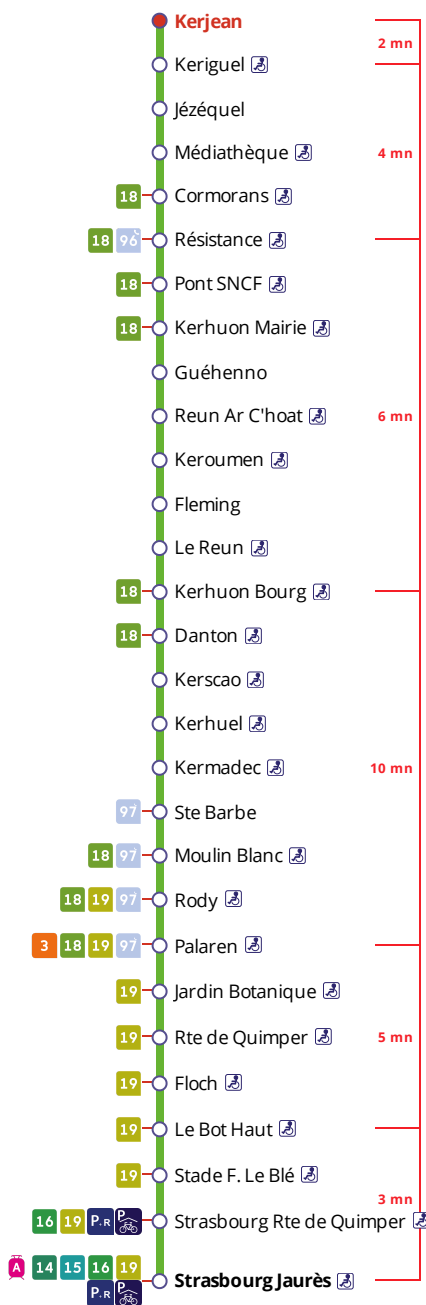 Kerjean
2 mn
Keriguel
Jézéquel
Médiathèque 4 mn
18 Cormorans
18 96 Résistance
18 Pont SNCF
18 Kerhuon Mairie
Guéhenno
Reun Ar C'hoat 6 mn
Keroumen
Fleming
Le Reun
18 Kerhuon Bourg
18 Danton
Kerscao
Kerhuel
Kermadec 10 mn
97 Ste Barbe
18 97 Moulin Blanc
18 19 97 Rody
3 18 19 97 Palaren
19 Jardin Botanique
19 Rte de Quimper 5 mn
19 Floch
19 Le Bot Haut
19 Stade F. Le Blé
3 mn
16 19 P+R P Strasbourg Rte de Quimper
A 14 15 16 19
Strasbourg Jaurès
P+R P